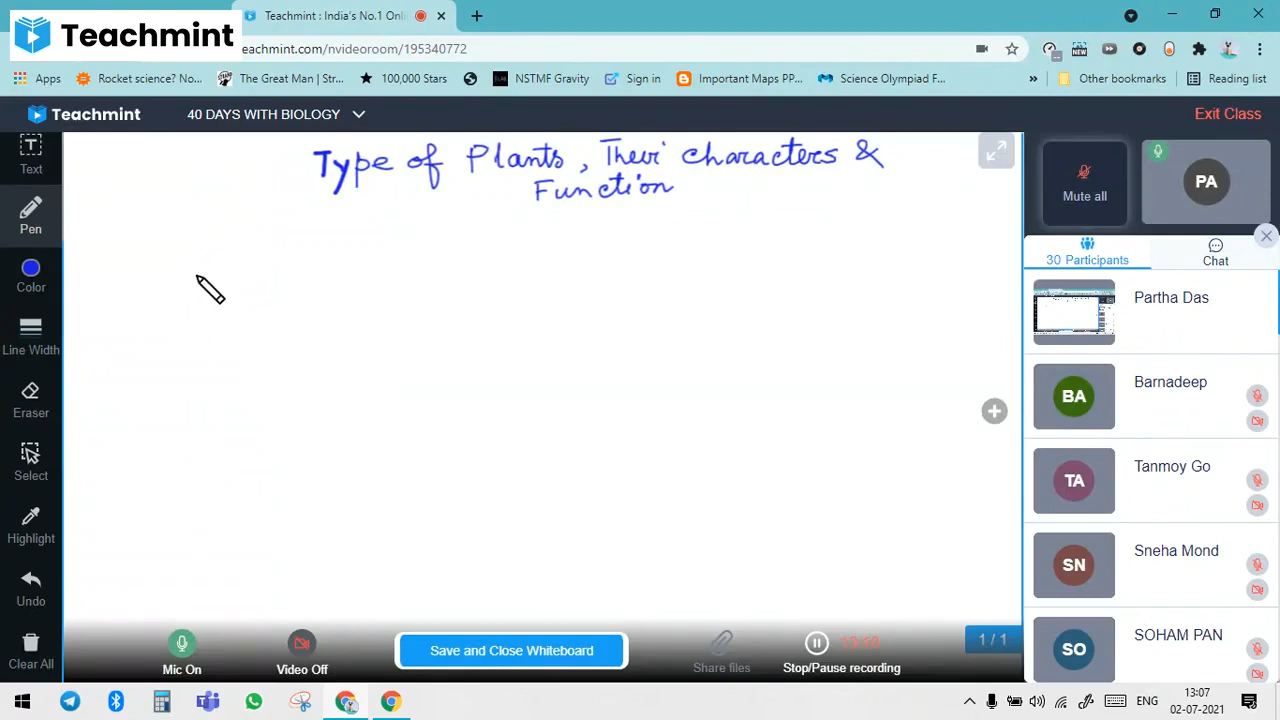 Teachmint : India's No.1 Onli
Teachmint
eachmint.com/nvideoroom/195340772
Apps
Rocket science? No...
The Great Man | Str...
100,000 Stars
NSTMF Gravity
Sign in
Important Maps PP...
Science Olympiad F...
»
Other bookmarks
Reading list
NEW
Teachmint
40 DAYS WITH BIOLOGY
Exit Class
Text
Pen
Color
Line Width
Eraser
Select
Highlight
Undo
Clear All
Type of Plants, Their characters &
Function
Mute all
PA
30 Participants
Chat
Partha Das
BA
Barnadeep
TA
Tanmoy Go
SN
Sneha Mond
SO
SOHAM PAN
Mic On
Video Off
Save and Close Whiteboard
Share files
Stop/Pause recording
1 / 1
ENG
13:07
02-07-2021